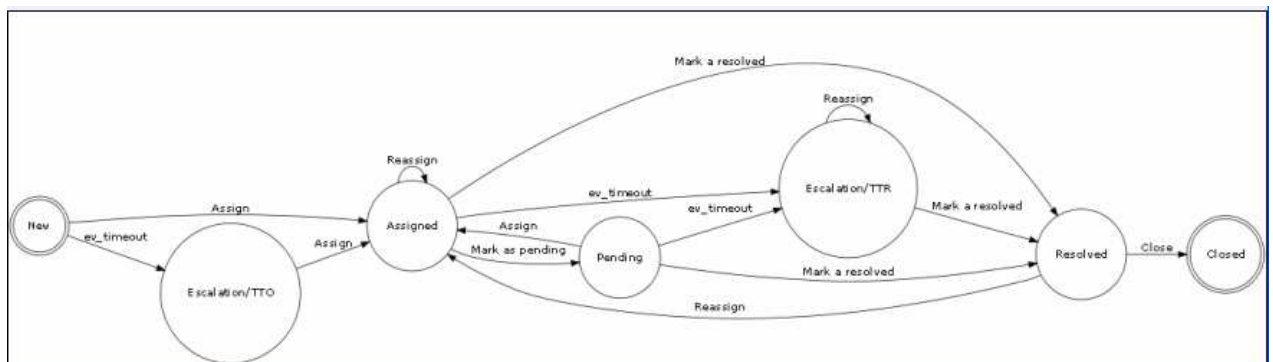 Mark a resolved
Reassign
Reassign
Escalation/TTR
ev_timeout
Assign
ev_timeout
Mark a resolved
New
Assigned
ev_timeout
Assign
Assign
Mark as pending
Pending
Resolved
Close
Closed
Mark a resolved
Escalation/TTO
Reassign